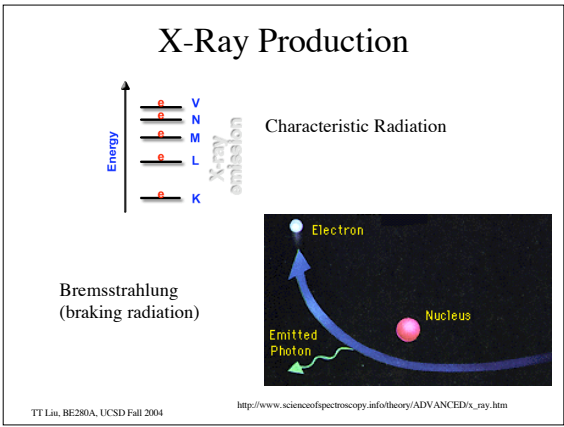 X-Ray Production
e V
e N
e M
e L
e K
Energy
X-ray
emission
Characteristic Radiation
Electron
Nucleus
Emitted
Photon
Bremsstrahlung
(braking radiation)
TT Liu, BE280A, UCSD Fall 2004
http://www.scienceofspectroscopy.info/theory/ADVANCED/x_ray.htm